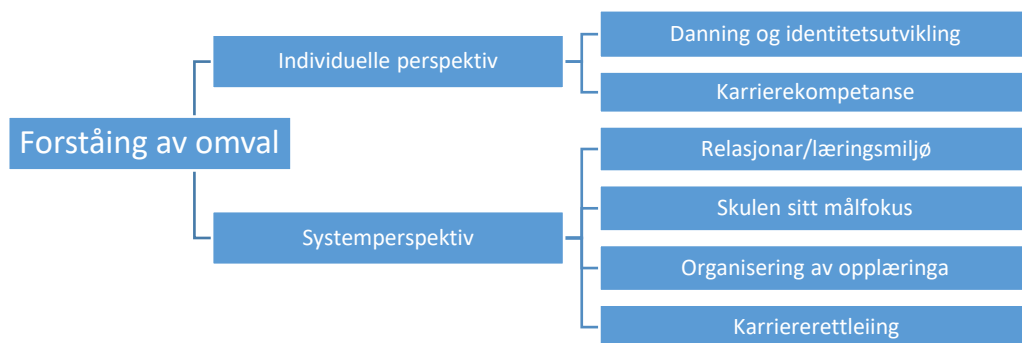 Forståing av omval
Individuelle perspektiv
Danning og identitetsutvikling
Karrierekompetanse
Systemperspektiv
Relasjonar/læringsmiljø
Skulen sitt målfokus
Organisering av opplæringa
Karriererettleiing